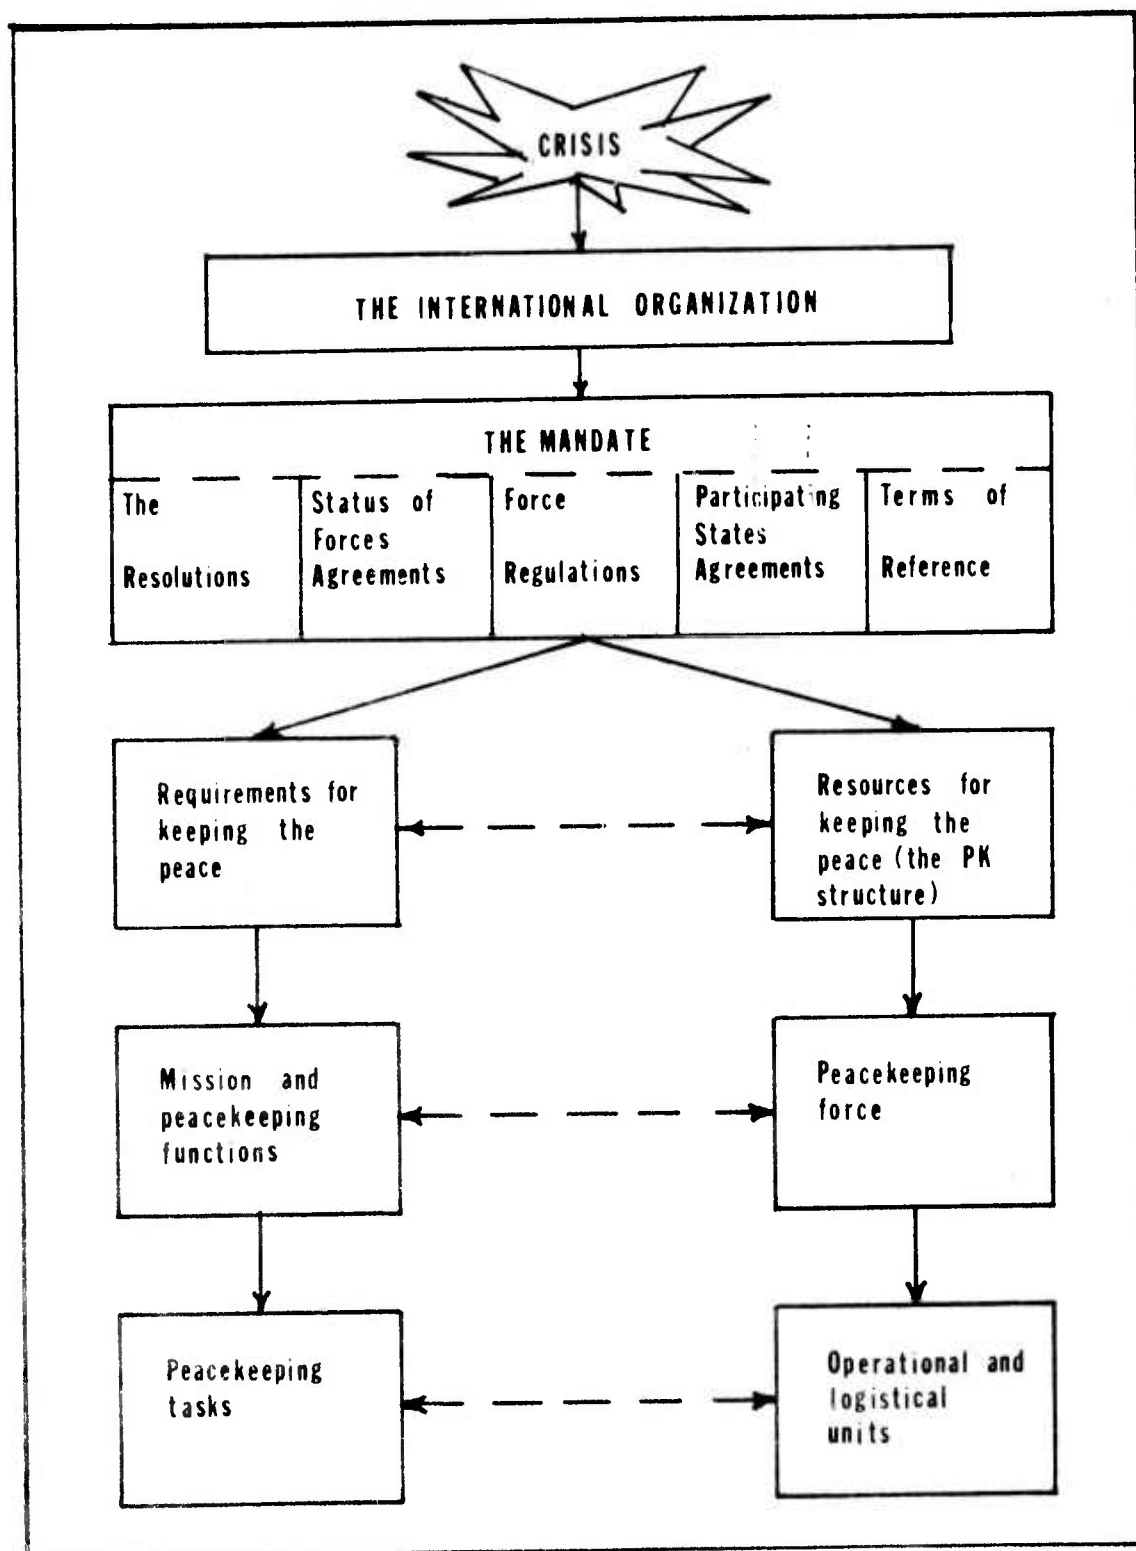 CRISIS
THE INTERNATIONAL ORGANIZATION
THE MANDATE
The
Resolutions
Status of
Forces
Agreements
Force
Regulations
Participating
States
Agreements
Terms of
Reference
Requirements for
keeping the
peace
Resources for
keeping the
peace (the PK
structure)
Mission and
peacekeeping
functions
Peacekeeping
force
Peacekeeping
tasks
Operational and
logistical
units